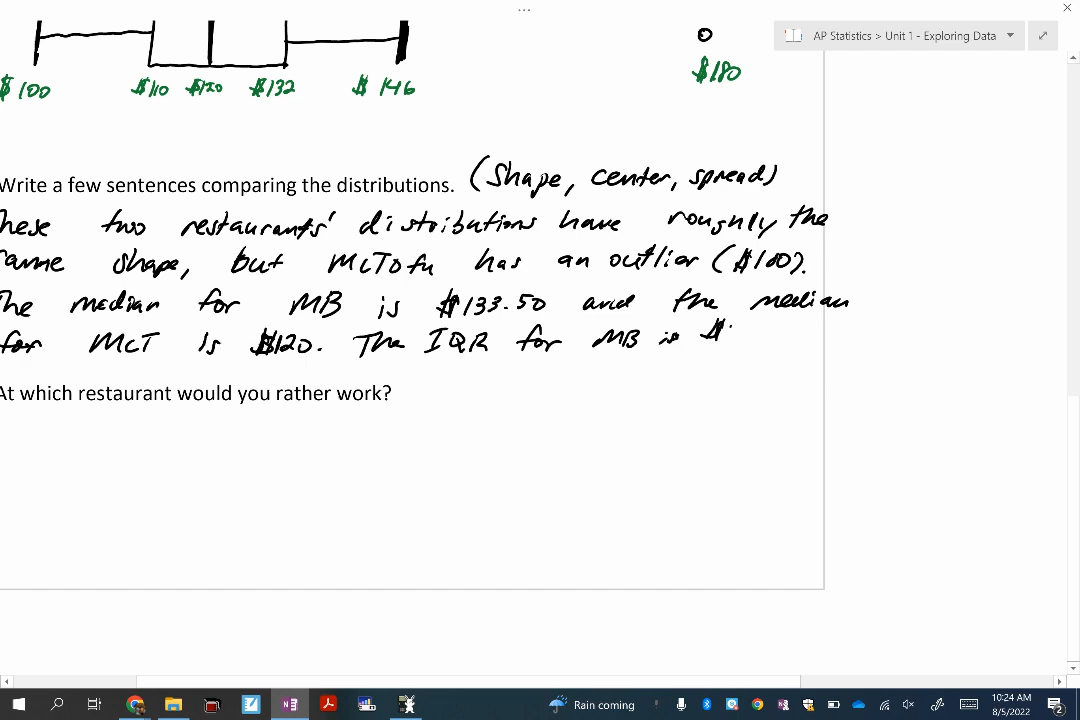 ...
AP Statistics > Unit 1 - Exploring Data
$180
$100 $110 $120 $132 $146
Write a few sentences comparing the distributions. (Shape, center, spread)
hese two restaurants' distributions have roughly the
same shape, but McTofu has an outlier ($180).
The median for MB is $133.50 and the median
for McT is $120. The IQR for MB is $
At which restaurant would you rather work?
Rain coming
10:24 AM
8/5/2022
2